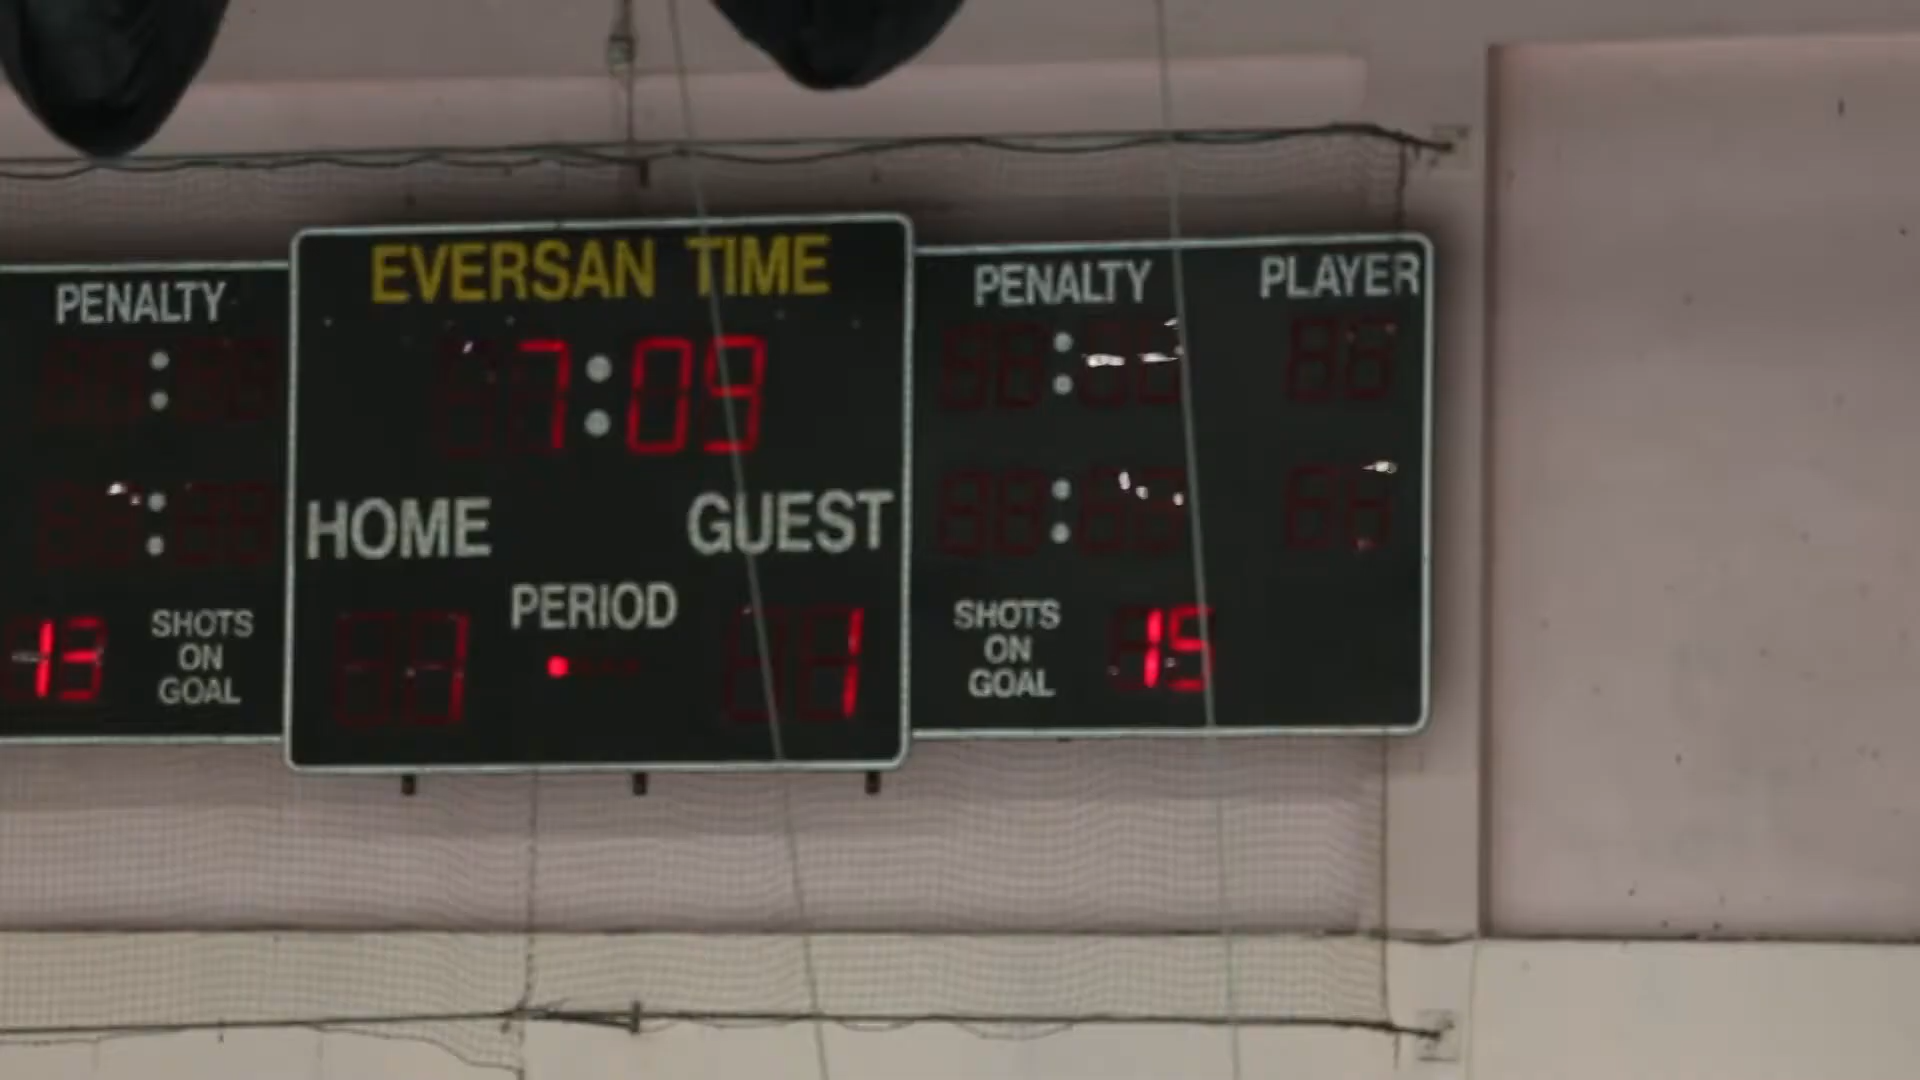 EVERSAN TIME
PENALTY
7:09
PENALTY PLAYER
HOME
GUEST
PERIOD
13
SHOTS
ON
GOAL
1
SHOTS
ON
GOAL
15